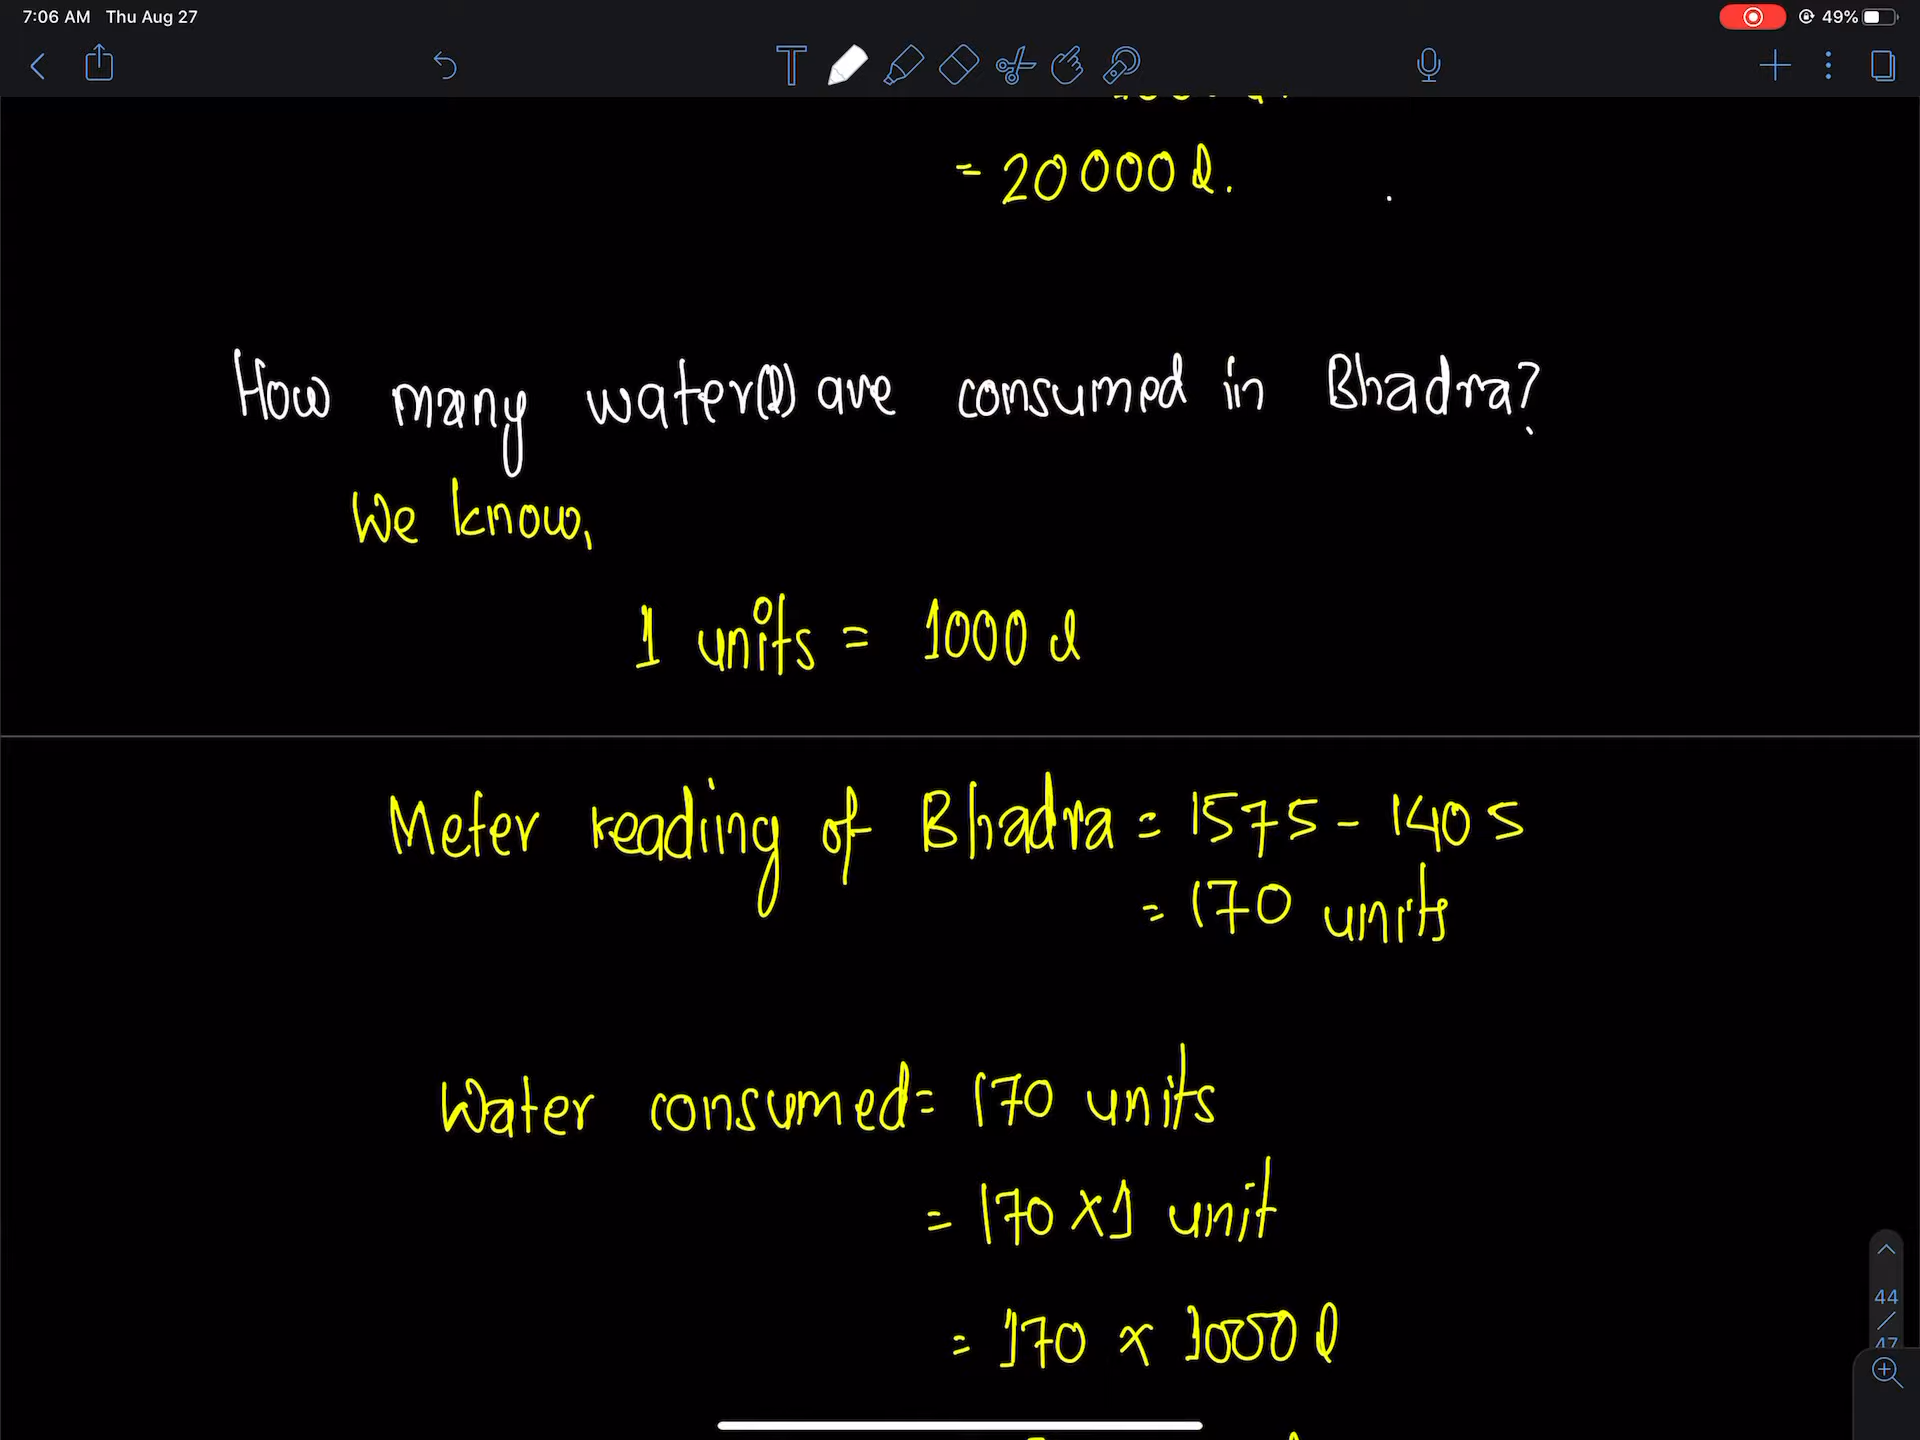 7:06 AM Thu Aug 27
49%
= 20000 l.
How many water(l) are consumed in Bhadra?
We know,
1 units = 1000 l
Meter reading of Bhadra = 1575 - 1405
= 170 units
Water consumed = 170 units
= 170 × 1 unit
= 170 × 1000 l
44
/
47